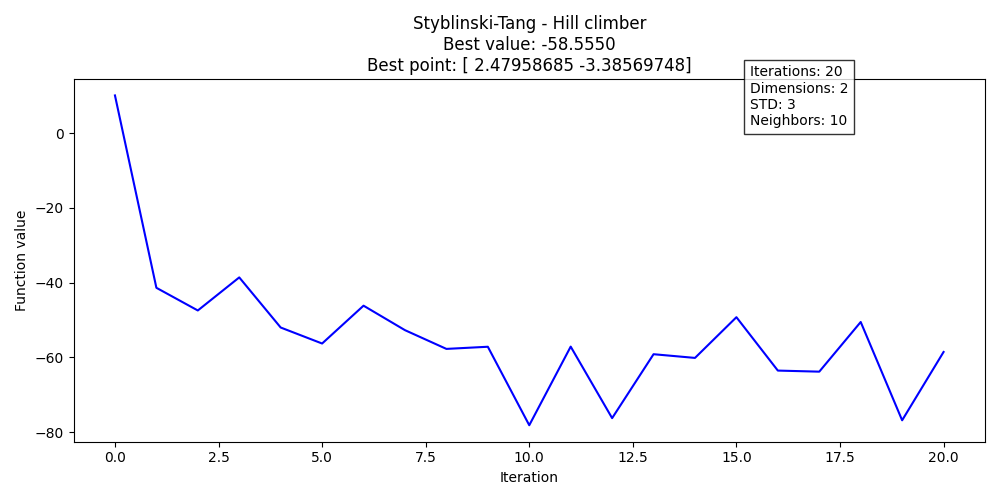 Styblinski-Tang - Hill climber
Best value: -58.5550
Best point: [ 2.47958685 -3.38569748]
Iterations: 20
Dimensions: 2
STD: 3
Neighbors: 10
Function value
0
−20
−40
−60
−80
0.0 2.5 5.0 7.5 10.0 12.5 15.0 17.5 20.0
Iteration